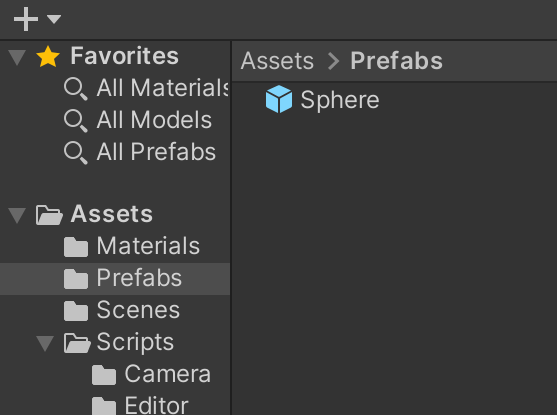 Favorites
All Materials
All Models
All Prefabs
Assets
Materials
Prefabs
Scenes
Scripts
Camera
Editor
Assets > Prefabs
Sphere